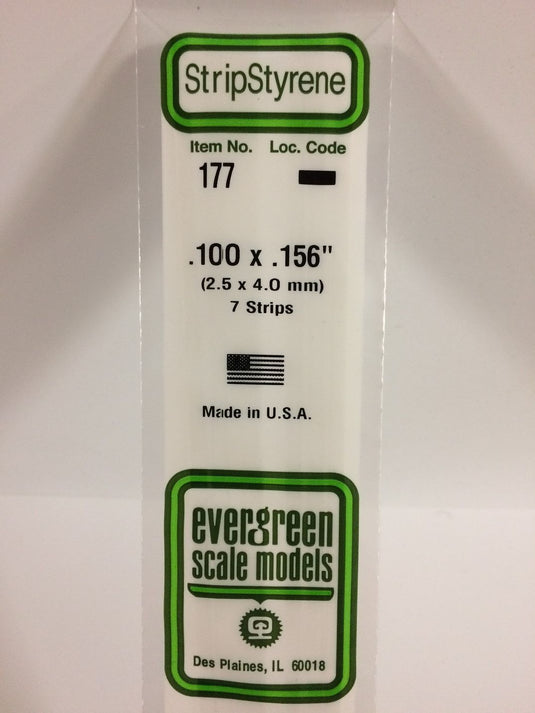 StripStyrene
Item No. Loc. Code
177
.100 x .156"
(2.5 x 4.0 mm)
7 Strips
Made in U.S.A.
evergreen
scale models
Des Plaines, IL 60018